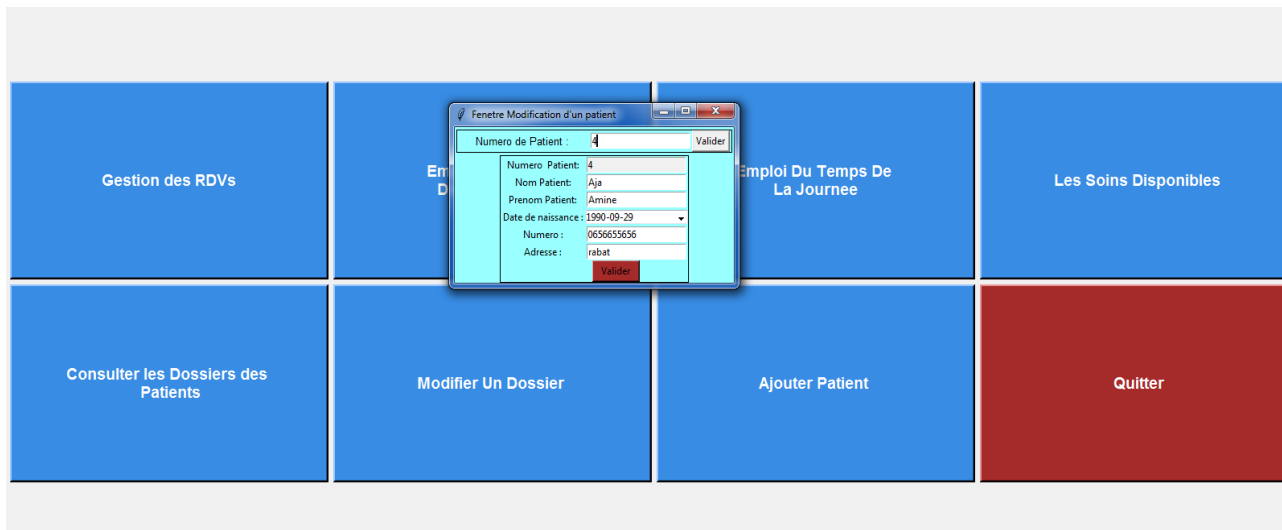 Fenetre Modification d'un patient
Numero de Patient : 4 Valider
Numero Patient: 4
Nom Patient: Aja
Prenom Patient: Amine
Date de naissance : 1990-09-29
Numero : 0656655656
Adresse : rabat
Valider
Gestion des RDVs
Em
D
Emploi Du Temps De
La Journee
Les Soins Disponibles
Consulter les Dossiers des
Patients
Modifier Un Dossier
Ajouter Patient
Quitter